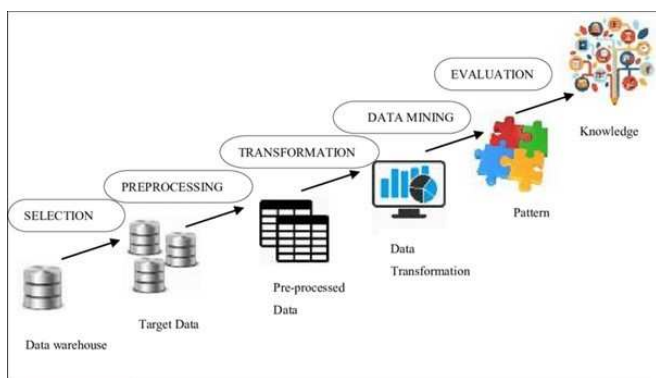 EVALUATION
Knowledge
DATA MINING
Pattern
TRANSFORMATION
Data
Transformation
PREPROCESSING
Pre-processed
Data
SELECTION
Target Data
Data warehouse